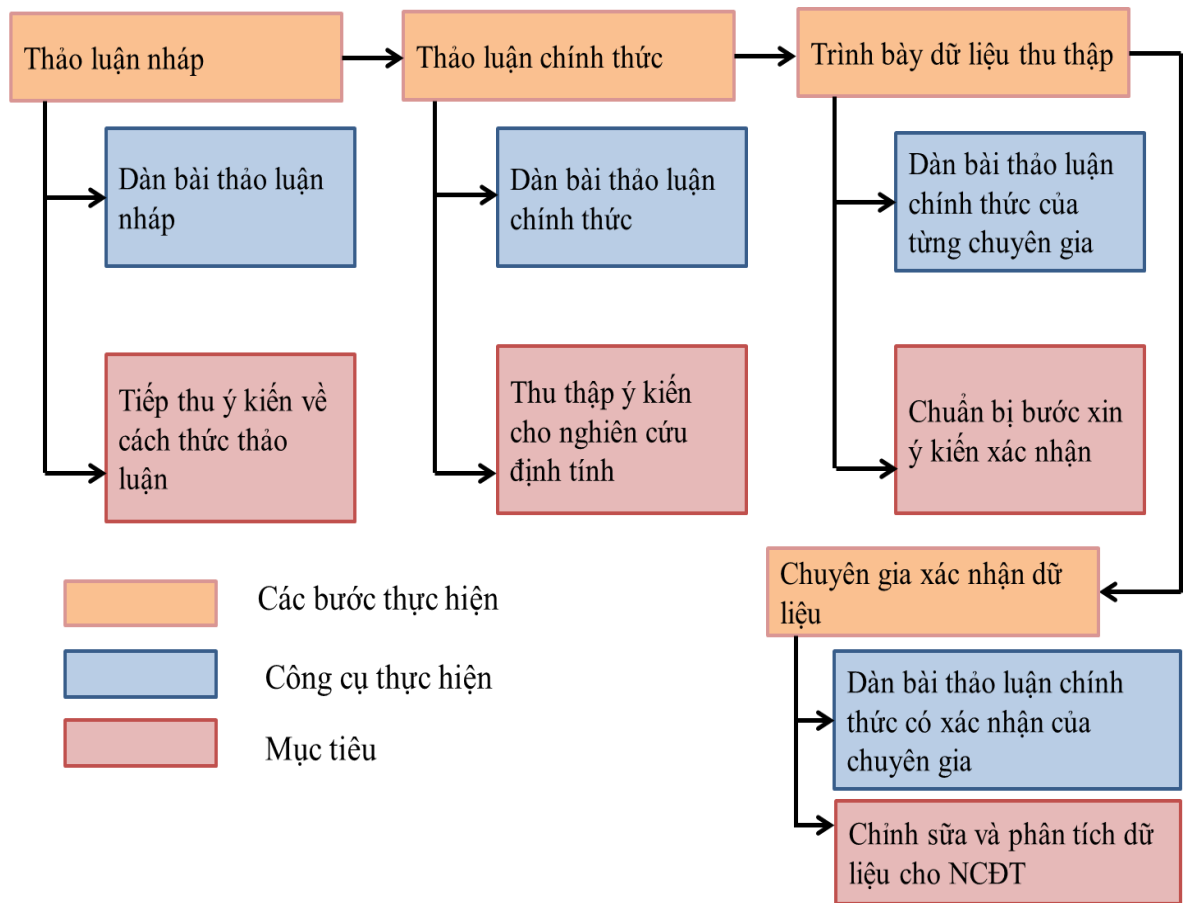 Thảo luận nháp
Thảo luận chính thức
Trình bày dữ liệu thu thập
Dàn bài thảo luận
nháp
Dàn bài thảo luận
chính thức
Dàn bài thảo luận
chính thức của
từng chuyên gia
Tiếp thu ý kiến về
cách thức thảo
luận
Thu thập ý kiến
cho nghiên cứu
định tính
Chuẩn bị bước xin
ý kiến xác nhận
Chuyên gia xác nhận dữ
liệu
Dàn bài thảo luận chính
thức có xác nhận của
chuyên gia
Chỉnh sữa và phân tích dữ
liệu cho NCĐT
Các bước thực hiện
Công cụ thực hiện
Mục tiêu